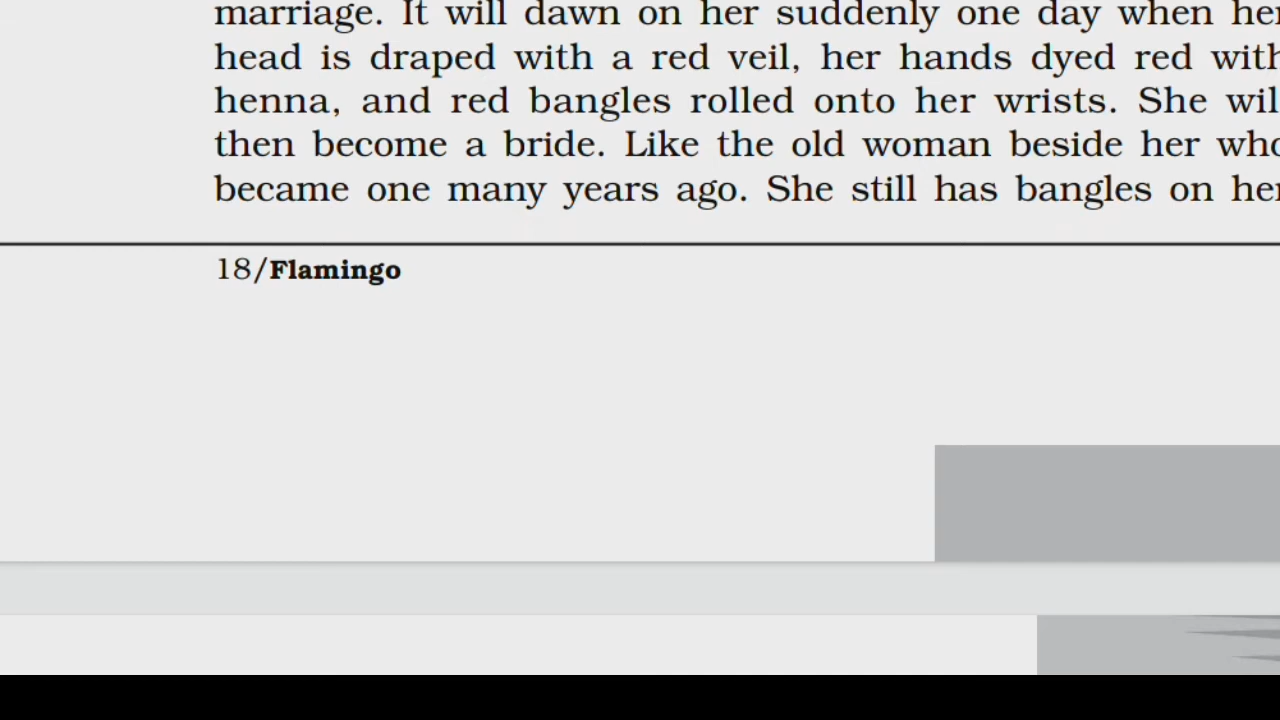 marriage. It will dawn on her suddenly one day when her
head is draped with a red veil, her hands dyed red with
henna, and red bangles rolled onto her wrists. She wil
then become a bride. Like the old woman beside her who
became one many years ago. She still has bangles on her
18/Flamingo